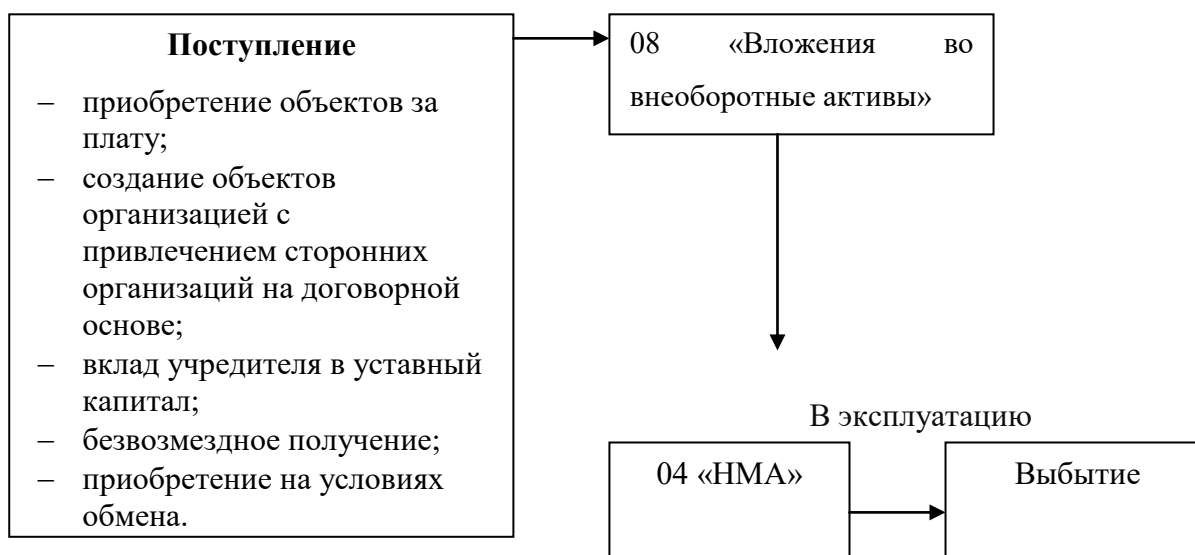 Поступление
– приобретение объектов за
плату;
– создание объектов
организацией с
привлечением сторонних
организаций на договорной
основе;
– вклад учредителя в уставный
капитал;
– безвозмездное получение;
– приобретение на условиях
обмена.
08 «Вложения во
внеоборотные активы»
В эксплуатацию
04 «НМА»
Выбытие